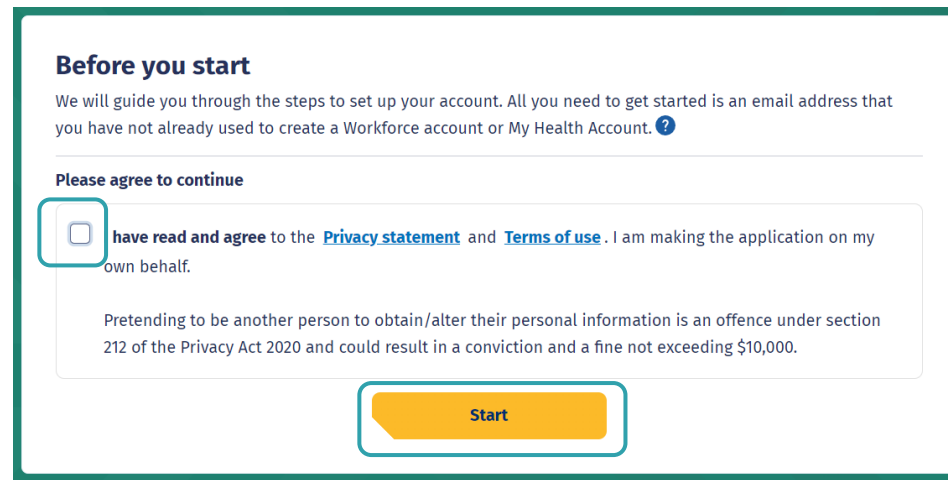 Before you start
We will guide you through the steps to set up your account. All you need to get started is an email address that
you have not already used to create a Workforce account or My Health Account. ?
Please agree to continue
have read and agree to the Privacy statement and Terms of use . I am making the application on my
own behalf.
Pretending to be another person to obtain/alter their personal information is an offence under section
212 of the Privacy Act 2020 and could result in a conviction and a fine not exceeding $10,000.
Start